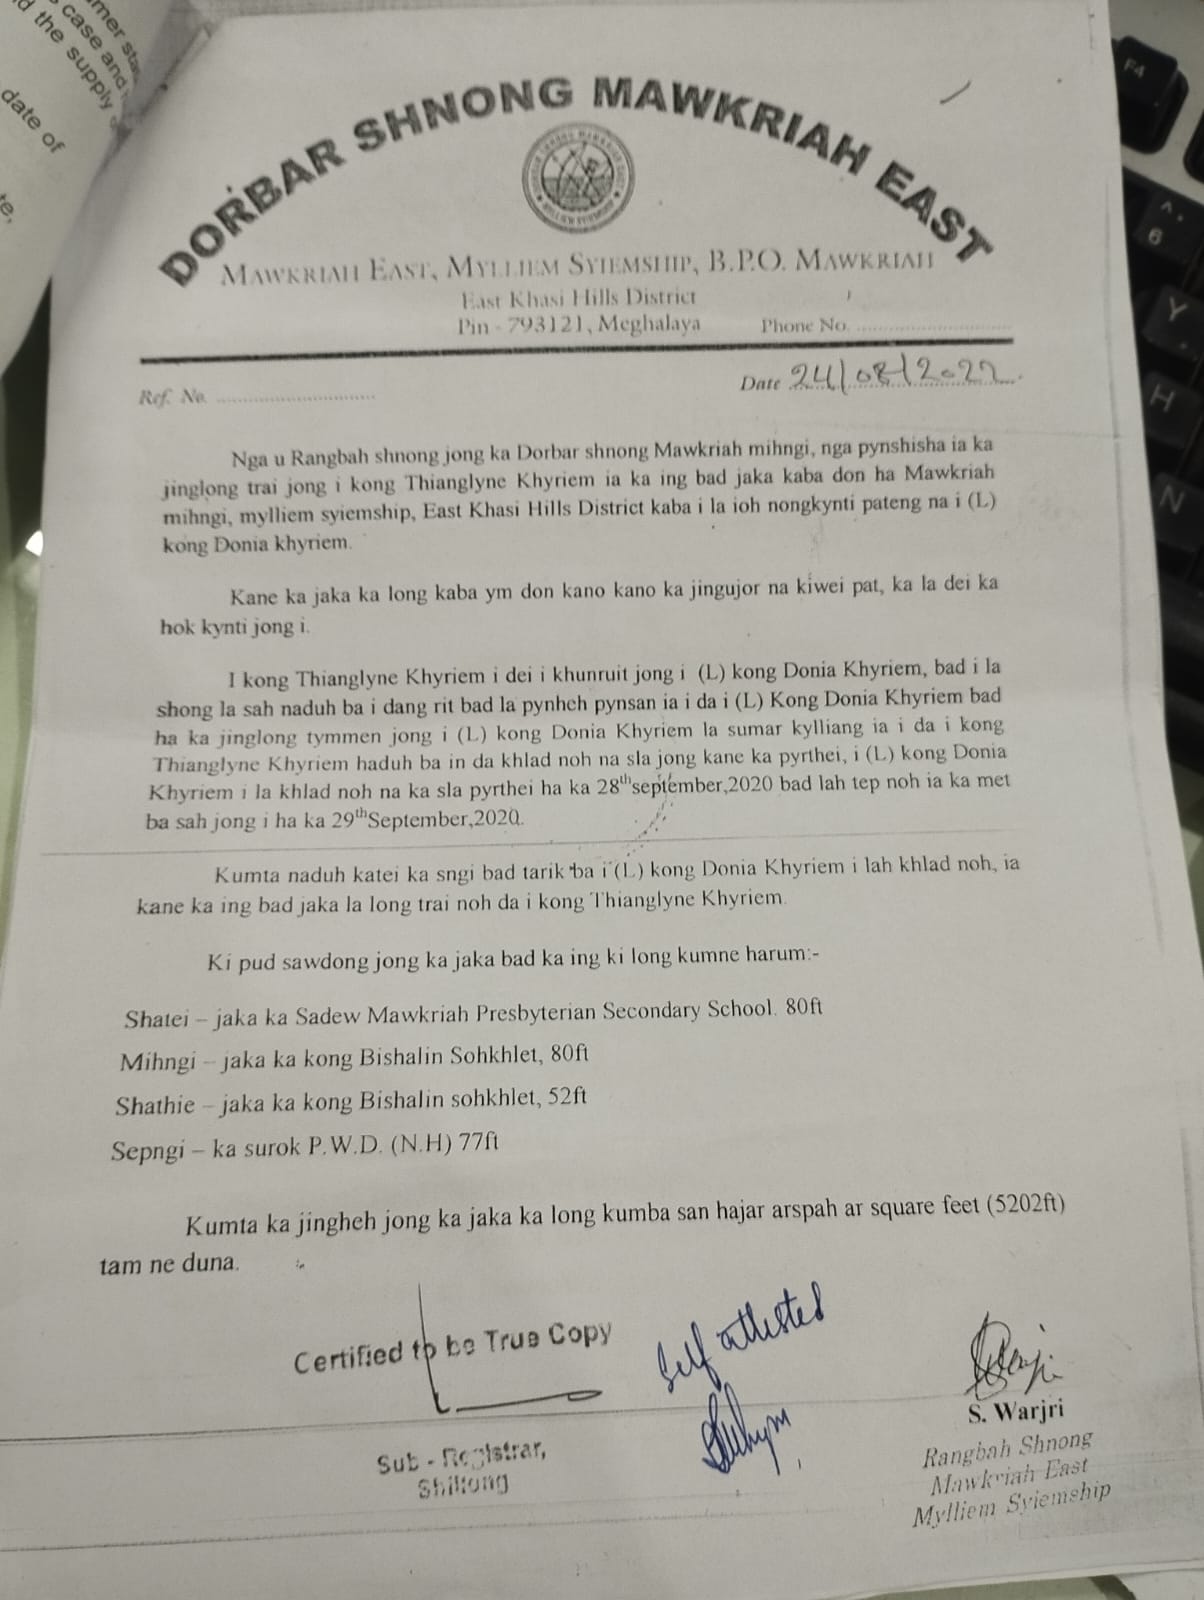 mer sta
case and
d the supply
date of
te,
F4
6
Y
H
N
DORBAR SHNONG MAWKRIAH EAST
MAWKRIAH EAST, MYLLIEM SYIEMSHIP, B.P.O. MAWKRIAH
East Khasi Hills District
Pin - 793121, Meghalaya Phone No.
Ref. No. Date 24/08/2022
Nga u Rangbah shnong jong ka Dorbar shnong Mawkriah mihngi, nga pynshisha ia ka
jinglong trai jong i kong Thianglyne Khyriem ia ka ing bad jaka kaba don ha Mawkriah
mihngi, mylliem syiemship, East Khasi Hills District kaba i la ioh nongkynti pateng na i (L)
kong Donia khyriem.
Kane ka jaka ka long kaba ym don kano kano ka jingujor na kiwei pat, ka la dei ka
hok kynti jong i.
I kong Thianglyne Khyriem i dei i khunruit jong i (L) kong Donia Khyriem, bad i la
shong la sah naduh ba i dang rit bad la pynheh pynsan ia i da i (L) Kong Donia Khyriem bad
ha ka jinglong tymmen jong i (L) kong Donia Khyriem la sumar kylliang ia i da i kong
Thianglyne Khyriem haduh ba in da khlad noh na sla jong kane ka pyrthei, i (L) kong Donia
Khyriem i la khlad noh na ka sla pyrthei ha ka 28th september,2020 bad lah tep noh ia ka met
ba sah jong i ha ka 29th September,2020.
Kumta naduh katei ka sngi bad tarik ba i (L) kong Donia Khyriem i lah khlad noh, ia
kane ka ing bad jaka la long trai noh da i kong Thianglyne Khyriem.
Ki pud sawdong jong ka jaka bad ka ing ki long kumne harum:-
Shatei – jaka ka Sadew Mawkriah Presbyterian Secondary School. 80ft
Mihngi – jaka ka kong Bishalin Sohkhlet, 80ft
Shathie – jaka ka kong Bishalin sohkhlet, 52ft
Sepngi – ka surok P.W.D. (N.H) 77ft
Kumta ka jingheh jong ka jaka ka long kumba san hajar arspah ar square feet (5202ft)
tam ne duna.
Certified to be True Copy
Self attested
Sub - Registrar,
Shillong
S. Warjri
Rangbah Shnong
Mawkriah East
Mylliem Syiemship